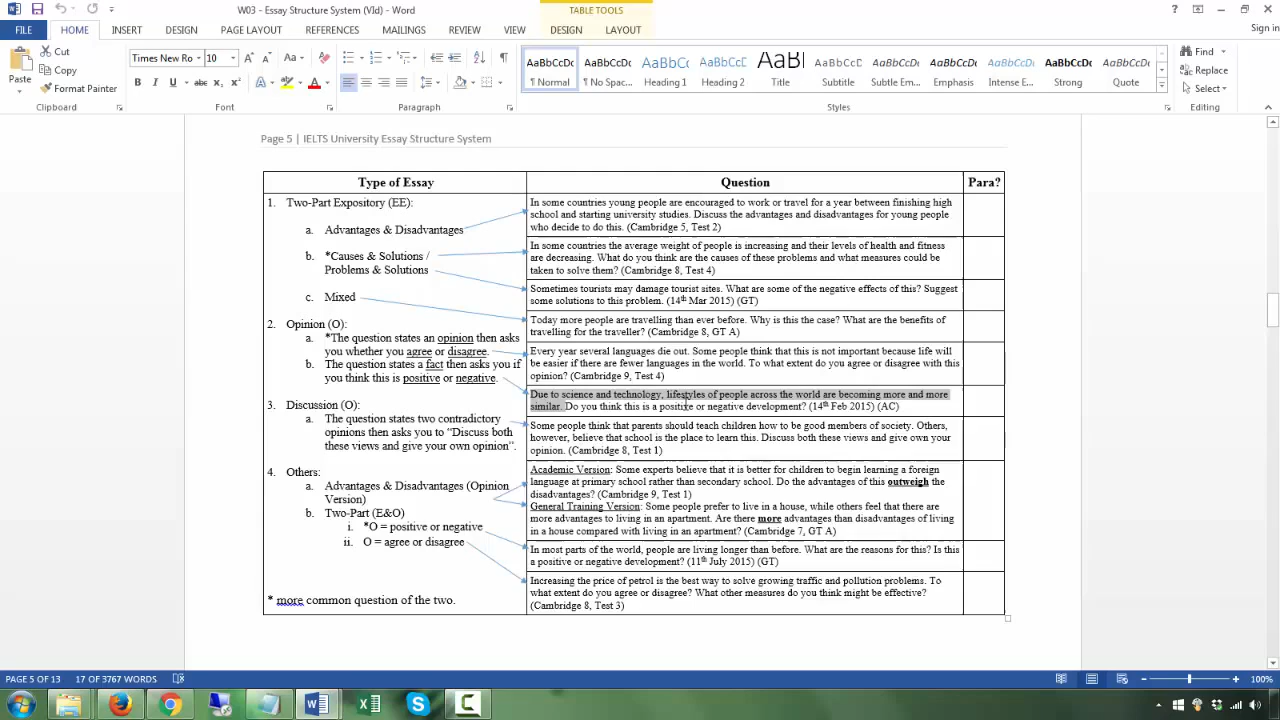 W03 - Essay Structure System (VId) - Word
TABLE TOOLS
FILE
HOME
INSERT
DESIGN
PAGE LAYOUT
REFERENCES
MAILINGS
REVIEW
VIEW
DESIGN
LAYOUT
Sign in
Paste
Cut
Copy
Format Painter
Times New Ro
10
AaBbCcDc
¶ Normal
AaBbCcDc
¶ No Spac...
AaBbCc
Heading 1
AaBbCcD
Heading 2
AaBl
Title
AaBbCcD
Subtitle
AaBbCcDt
Subtle Em...
AaBbCcDt
Emphasis
AaBbCcDt
Intense E...
AaBbCcDc
Strong
AaBbCcDt
Quote
Find
Replace
Select
Clipboard
Font
Paragraph
Styles
Editing
Page 5 | IELTS University Essay Structure System
Type of Essay
Question
Para?
1. Two-Part Expository (EE):
a. Advantages & Disadvantages
b. *Causes & Solutions /
Problems & Solutions
c. Mixed
2. Opinion (O):
a. *The question states an opinion then asks
you whether you agree or disagree.
b. The question states a fact then asks you if
you think this is positive or negative.
3. Discussion (O):
a. The question states two contradictory
opinions then asks you to “Discuss both
these views and give your own opinion”.
4. Others:
a. Advantages & Disadvantages (Opinion
Version)
b. Two-Part (E&O)
i. *O = positive or negative
ii. O = agree or disagree
* more common question of the two.
In some countries young people are encouraged to work or travel for a year between finishing high
school and starting university studies. Discuss the advantages and disadvantages for young people
who decide to do this. (Cambridge 5, Test 2)
In some countries the average weight of people is increasing and their levels of health and fitness
are decreasing. What do you think are the causes of these problems and what measures could be
taken to solve them? (Cambridge 8, Test 4)
Sometimes tourists may damage tourist sites. What are some of the negative effects of this? Suggest
some solutions to this problem. (14th Mar 2015) (GT)
Today more people are travelling than ever before. Why is this the case? What are the benefits of
travelling for the traveller? (Cambridge 8, GT A)
Every year several languages die out. Some people think that this is not important because life will
be easier if there are fewer languages in the world. To what extent do you agree or disagree with this
opinion? (Cambridge 9, Test 4)
Due to science and technology, lifestyles of people across the world are becoming more and more
similar. Do you think this is a positive or negative development? (14th Feb 2015) (AC)
Some people think that parents should teach children how to be good members of society. Others,
however, believe that school is the place to learn this. Discuss both these views and give own your
opinion. (Cambridge 8, Test 1)
Academic Version: Some experts believe that it is better for children to begin learning a foreign
language at primary school rather than secondary school. Do the advantages of this outweigh the
disadvantages? (Cambridge 9, Test 1)
General Training Version: Some people prefer to live in a house, while others feel that there are
more advantages to living in an apartment. Are there more advantages than disadvantages of living
in a house compared with living in an apartment? (Cambridge 7, GT A)
In most parts of the world, people are living longer than before. What are the reasons for this? Is this
a positive or negative development? (11th July 2015) (GT)
Increasing the price of petrol is the best way to solve growing traffic and pollution problems. To
what extent do you agree or disagree? What other measures do you think might be effective?
(Cambridge 8, Test 3)
PAGE 5 OF 13
17 OF 3767 WORDS
100%
1:16 PM